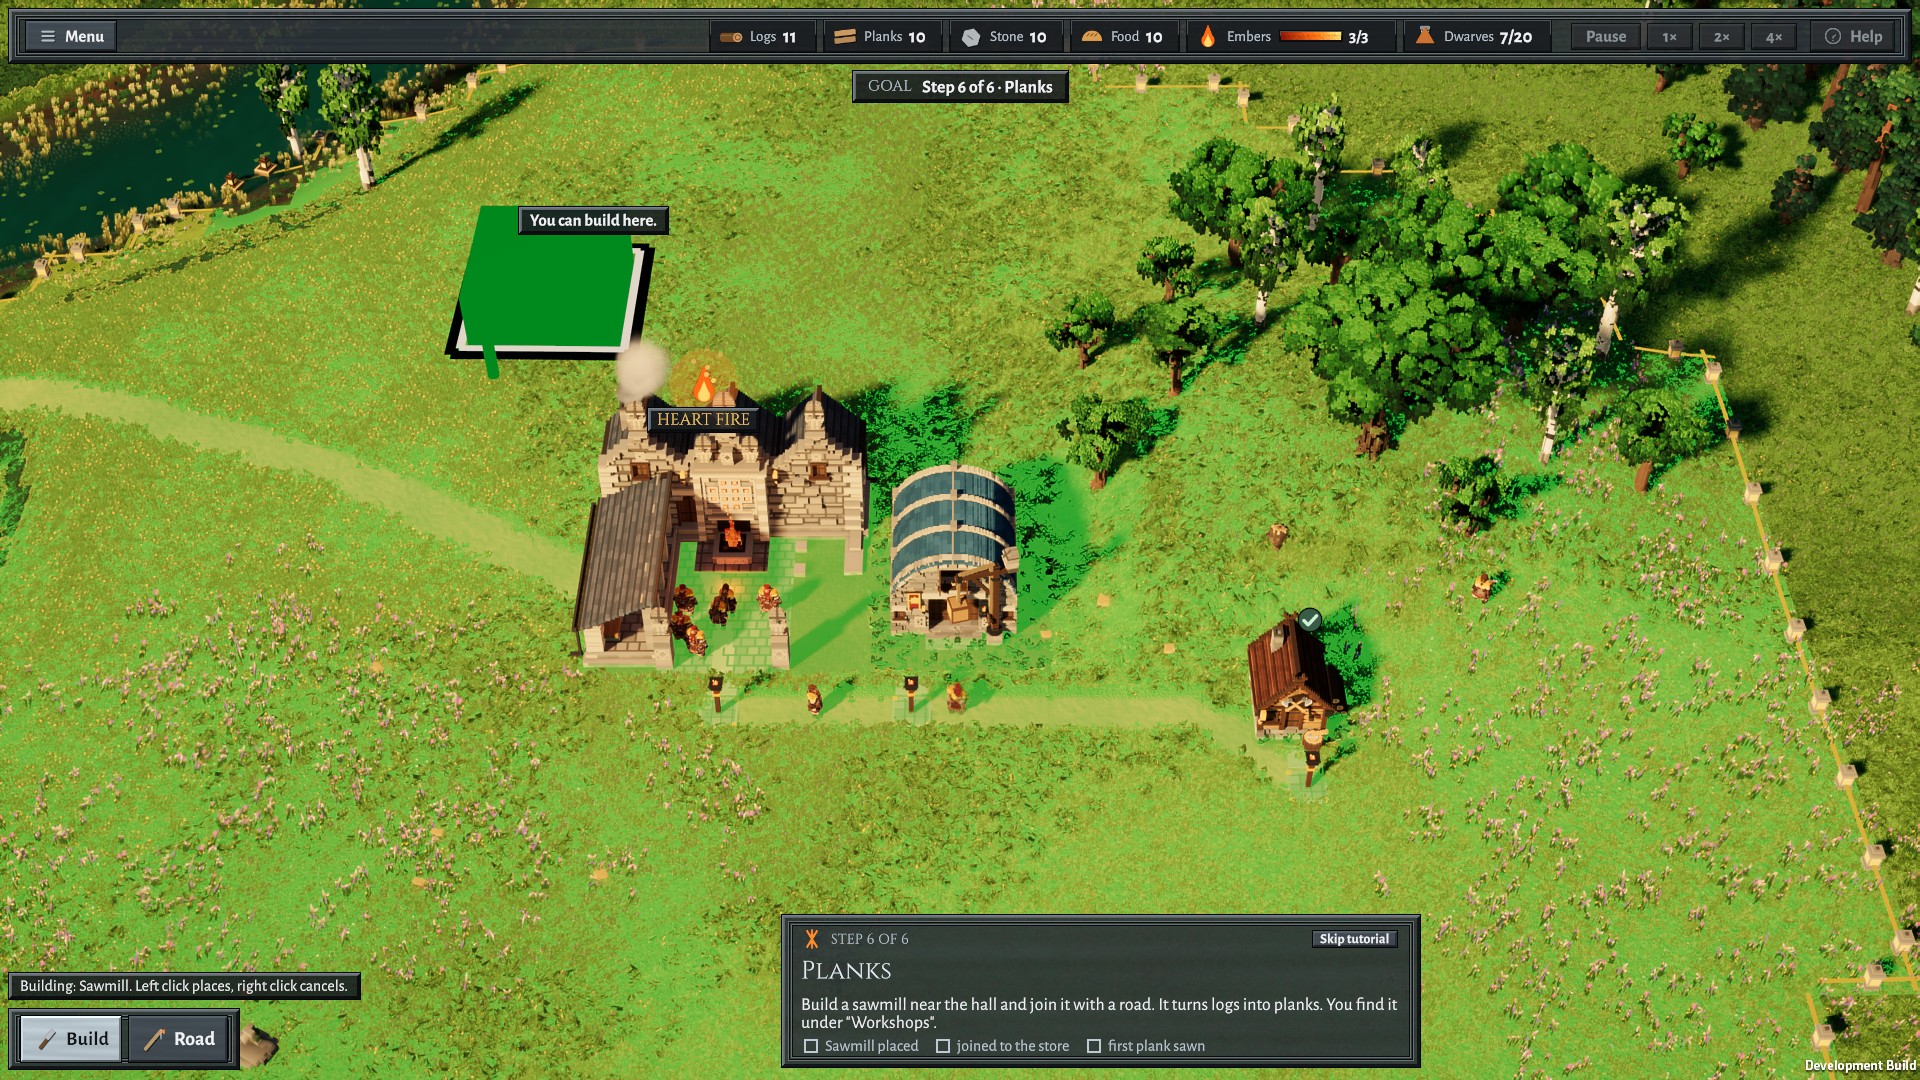 Menu
Logs 11
Planks 10
Stone 10
Food 10
Embers 3/3
Dwarves 7/20
Pause
1×
2×
4×
Help
GOAL Step 6 of 6 · Planks
You can build here.
HEART FIRE
STEP 6 OF 6
Skip tutorial
PLANKS
Build a sawmill near the hall and join it with a road. It turns logs into planks. You find it
under "Workshops".
Sawmill placed
joined to the store
first plank sawn
Building: Sawmill. Left click places, right click cancels.
Build
Road
Development Build